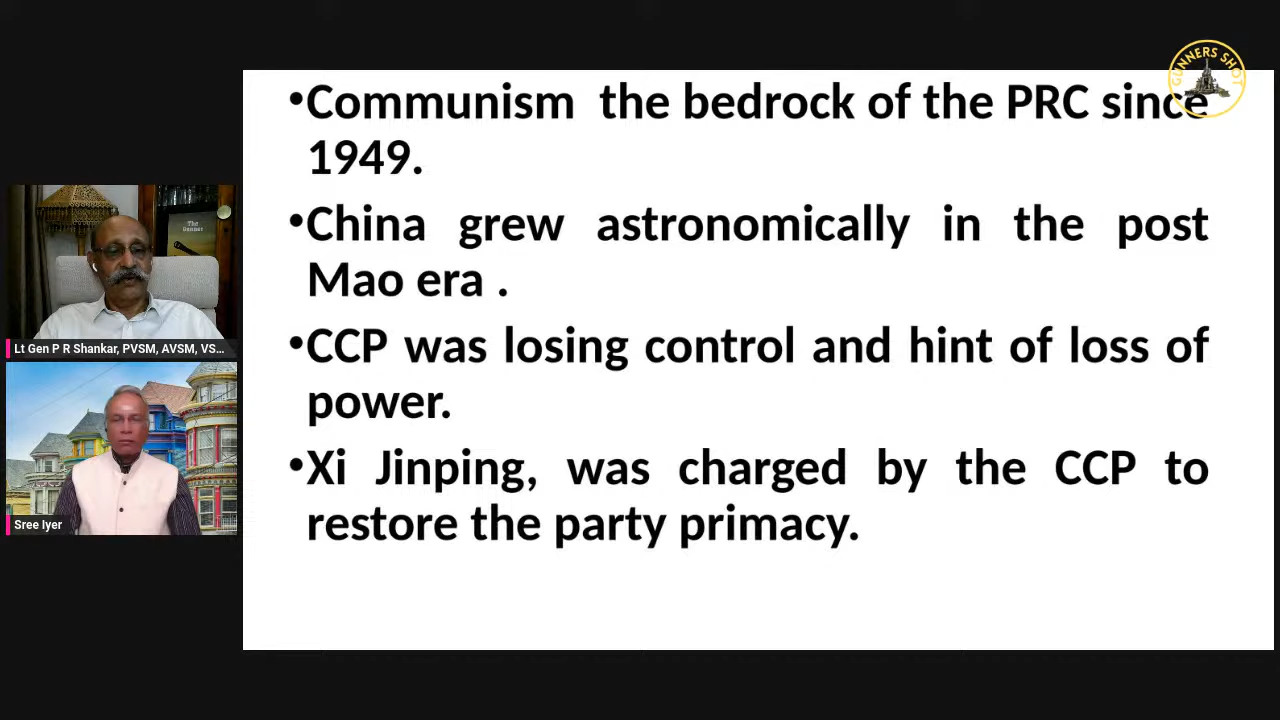 GUNNERS SHOT
•Communism the bedrock of the PRC since
1949.
•China grew astronomically in the post
Mao era .
•CCP was losing control and hint of loss of
power.
•Xi Jinping, was charged by the CCP to
restore the party primacy.
The
Gunner
Lt Gen P R Shankar, PVSM, AVSM, VS...
Sree Iyer